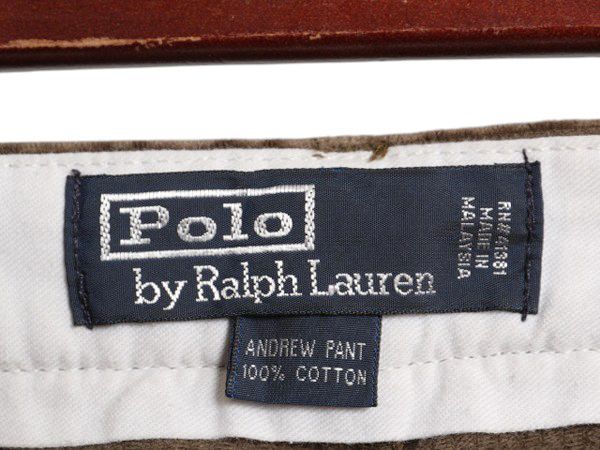 Polo
by Ralph Lauren
RN#41381
MADE IN
MALAYSIA
ANDREW PANT
100% COTTON